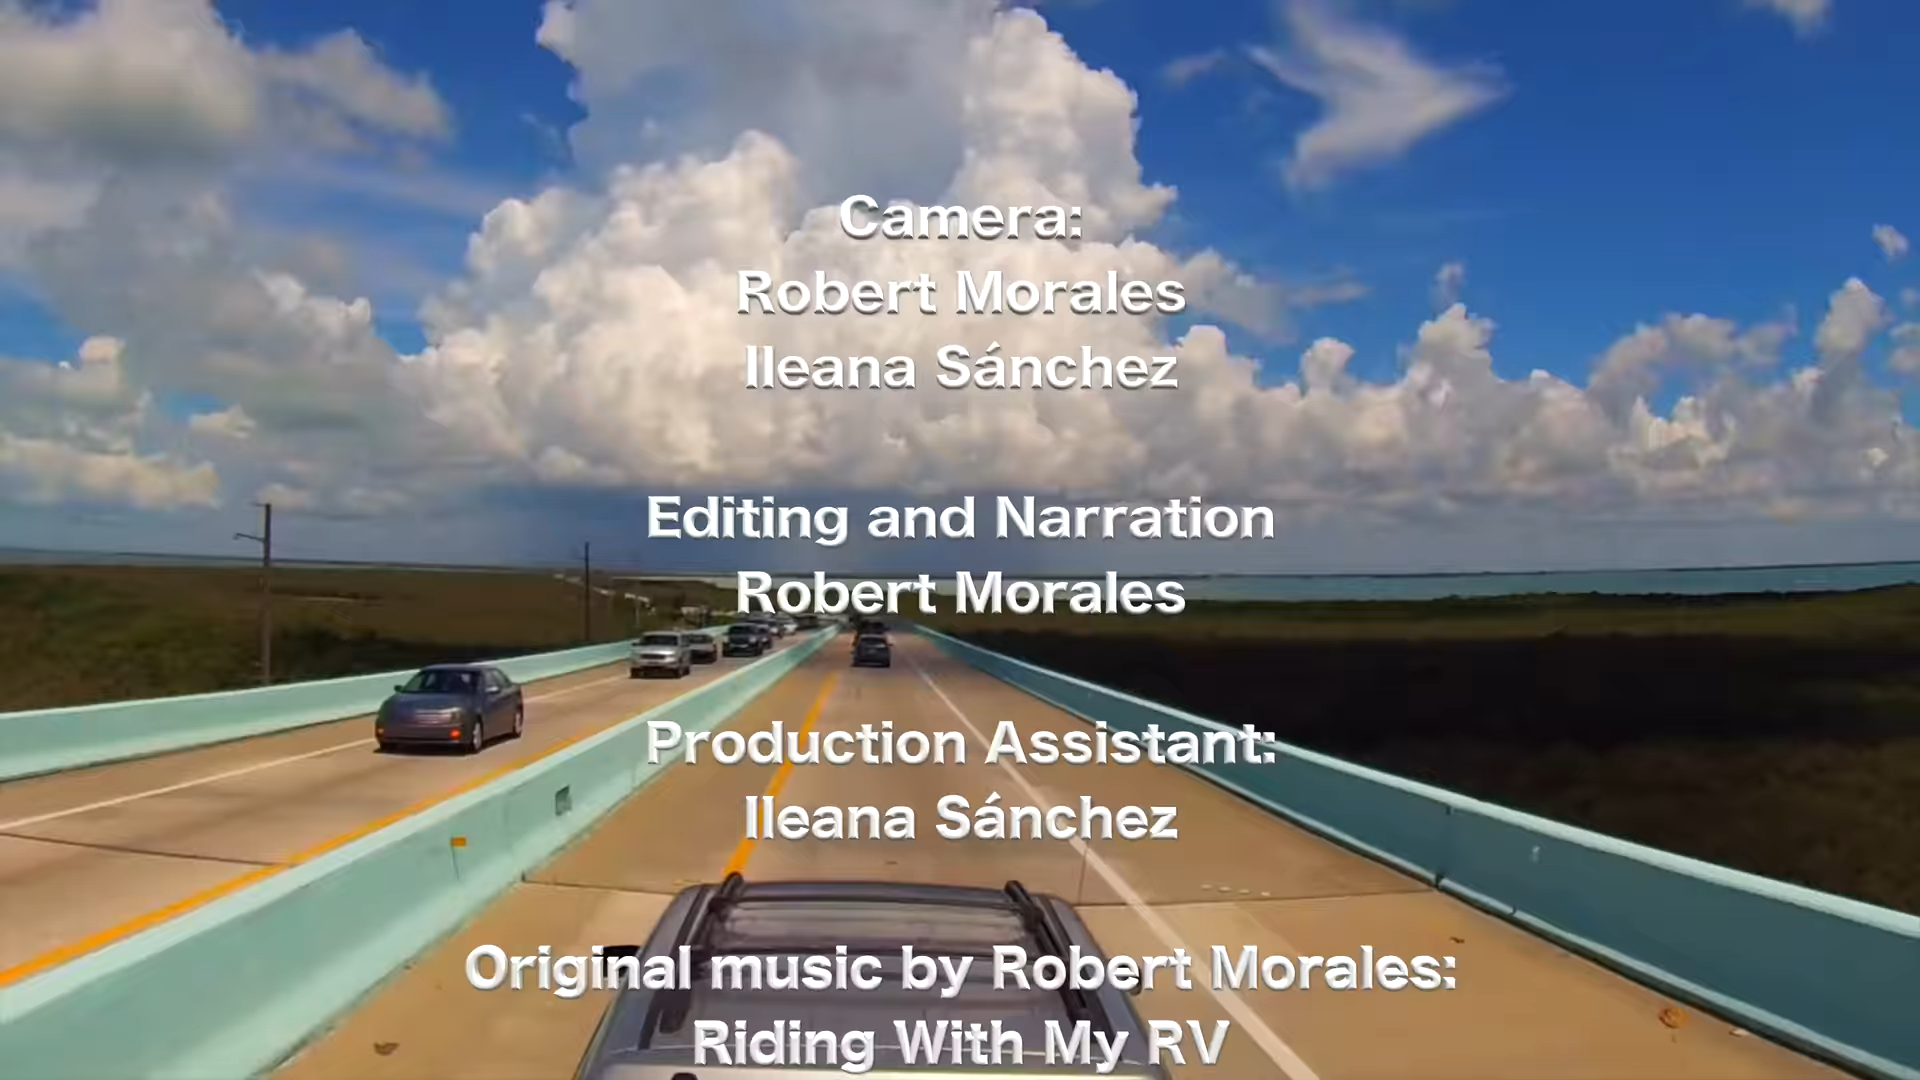 Camera:
Robert Morales
Ileana Sánchez
Editing and Narration
Robert Morales
Production Assistant:
Ileana Sánchez
Original music by Robert Morales:
Riding With My RV